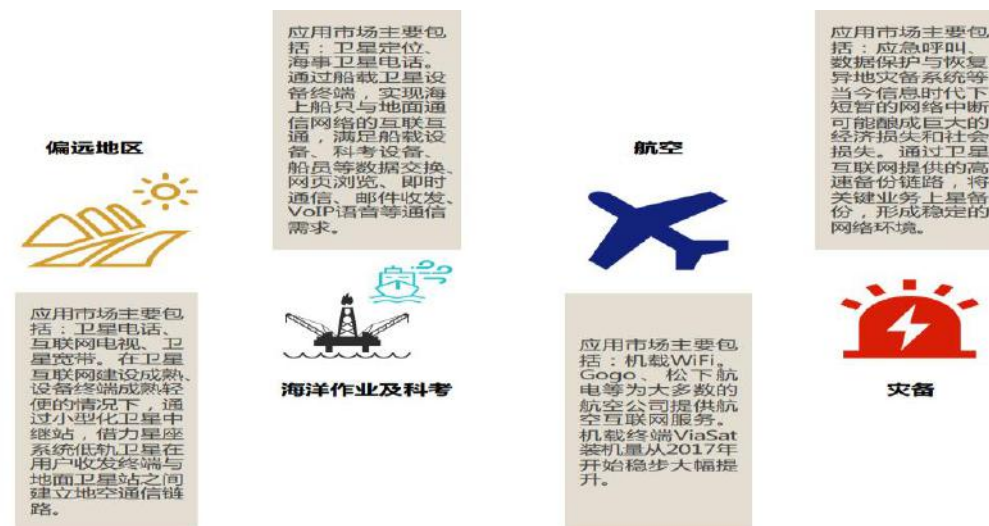 偏远地区
应用市场主要包
括：卫星电话、
互联网电视、卫
星宽带。在卫星
互联网建设成熟、
设备终端成熟轻
便的情况下，通
过小型化卫星中
继站，借力星座
系统低轨卫星在
用户收发终端与
地面卫星站之间
建立地空通信链
路。
应用市场主要包
括：卫星定位、
海事卫星电话。
通过船载卫星设
备终端，实现海
上船只与地面通
信网络的互联互
通，满足船载设
备、科考设备、
船员等数据交换、
网页浏览、即时
通信、邮件收发、
VoIP语音等通信
需求。
海洋作业及科考
航空
应用市场主要包
括：机载WiFi。
Gogo、松下航
电等为大多数的
航空公司提供航
空互联网服务。
机载终端ViaSat
装机量从2017年
开始稳步大幅提
升。
应用市场主要包
括：应急呼叫、
数据保护与恢复
异地灾备系统等
当今信息时代下
短暂的网络中断
可能酿成巨大的
经济损失和社会
损失。通过卫星
互联网提供的高
速备份链路，将
关键业务上星备
份，形成稳定的
网络环境。
灾备